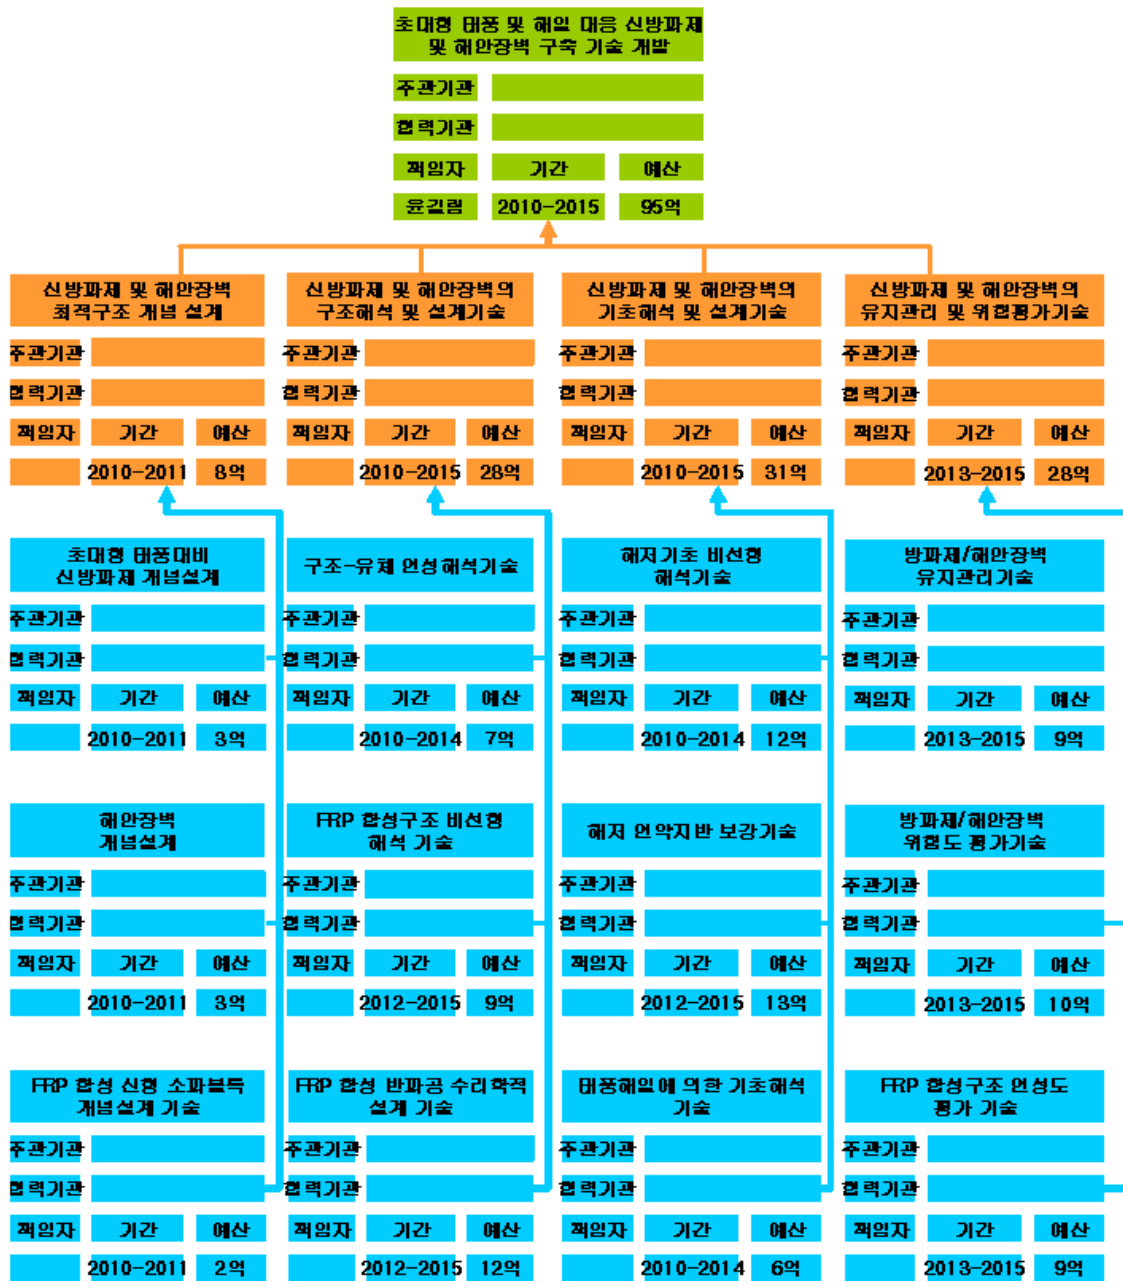 초대형 태풍 및 해일 대응 신방파제
및 해안장벽 구축 기술 개발
주관기관
협력기관
책임자 기간 예산
윤길림 2010-2015 95억
신방파제 및 해안장벽
최적구조 개념 설계
주관기관
협력기관
책임자 기간 예산
2010-2011 8억
신방파제 및 해안장벽의
구조해석 및 설계기술
주관기관
협력기관
책임자 기간 예산
2010-2015 28억
신방파제 및 해안장벽의
기초해석 및 설계기술
주관기관
협력기관
책임자 기간 예산
2010-2015 31억
신방파제 및 해안장벽의
유지관리 및 위험평가기술
주관기관
협력기관
책임자 기간 예산
2013-2015 28억
초대형 태풍대비
신방파제 개념설계
주관기관
협력기관
책임자 기간 예산
2010-2011 3억
구조-유체 연성해석기술
주관기관
협력기관
책임자 기간 예산
2010-2014 7억
해저기초 비선형
해석기술
주관기관
협력기관
책임자 기간 예산
2010-2014 12억
방파제/해안장벽
유지관리기술
주관기관
협력기관
책임자 기간 예산
2013-2015 9억
해안장벽
개념설계
주관기관
협력기관
책임자 기간 예산
2010-2011 3억
FRP 합성구조 비선형
해석 기술
주관기관
협력기관
책임자 기간 예산
2012-2015 9억
해저 연약지반 보강기술
주관기관
협력기관
책임자 기간 예산
2012-2015 13억
방파제/해안장벽
위험도 평가기술
주관기관
협력기관
책임자 기간 예산
2013-2015 10억
FRP 합성 신형 소파블록
개념설계 기술
주관기관
협력기관
책임자 기간 예산
2010-2011 2억
FRP 합성 반파공 수리학적
설계 기술
주관기관
협력기관
책임자 기간 예산
2012-2015 12억
태풍해일에 의한 기초해석
기술
주관기관
협력기관
책임자 기간 예산
2010-2014 6억
FRP 합성구조 연성도
평가 기술
주관기관
협력기관
책임자 기간 예산
2013-2015 9억